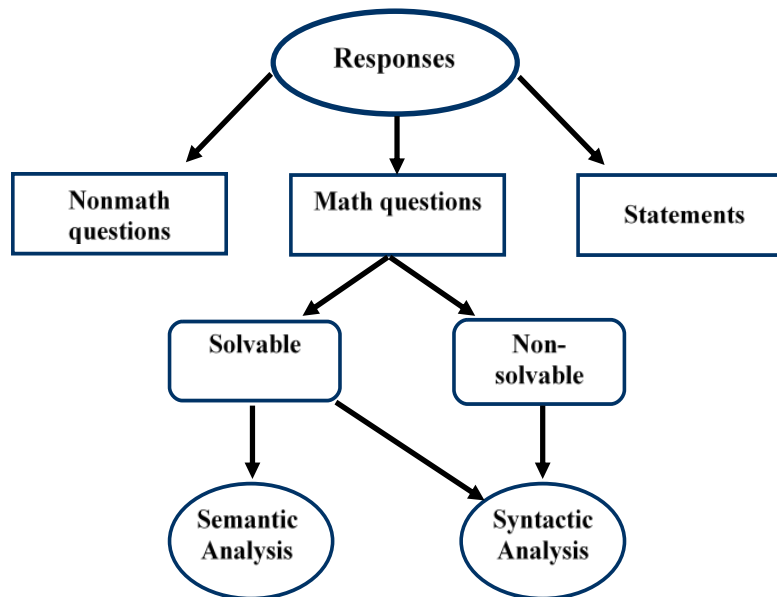 Responses
Nonmath
questions
Math questions
Statements
Solvable
Non-
solvable
Semantic
Analysis
Syntactic
Analysis